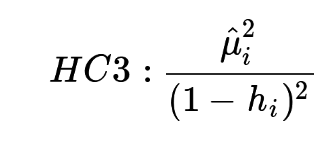 HC3 : \frac{\hat{\mu}_i^2}{(1 - h_i)^2}